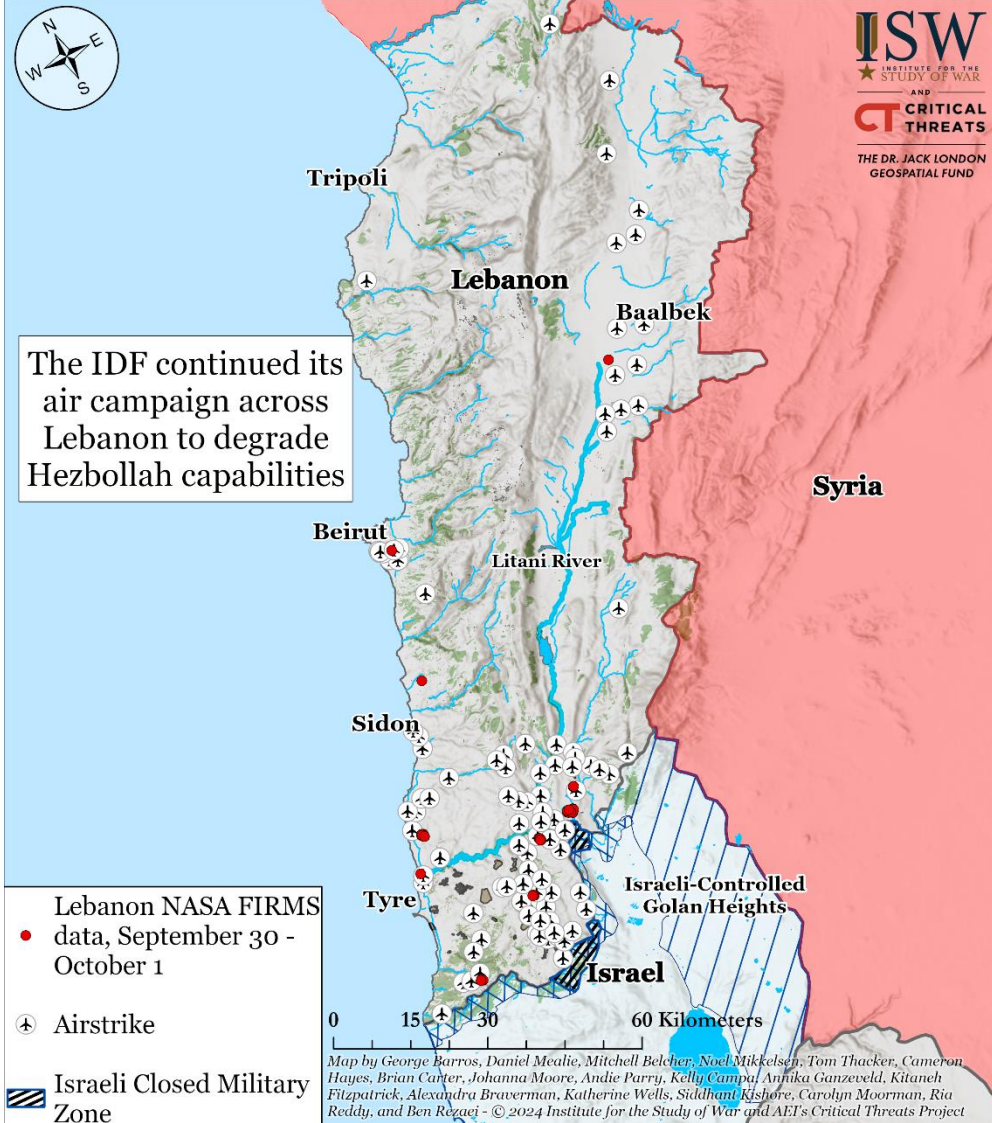 N
E
W
S
ISW
INSTITUTE FOR THE
STUDY OF WAR
AND
CT CRITICAL
THREATS
THE DR. JACK LONDON
GEOSPATIAL FUND
Tripoli
Lebanon
Baalbek
The IDF continued its
air campaign across
Lebanon to degrade
Hezbollah capabilities
Syria
Beirut
Litani River
Sidon
Israeli-Controlled
Golan Heights
Tyre
Israel
Lebanon NASA FIRMS
data, September 30 -
October 1
Airstrike
Israeli Closed Military
Zone
0 15 30 60 Kilometers
Map by George Barros, Daniel Mealie, Mitchell Belcher, Noel Mikkelsen, Tom Thacker, Cameron
Hayes, Brian Carter, Johanna Moore, Andie Parry, Kelly Campa, Annika Ganzeveld, Kitaneh
Fitzpatrick, Alexandra Braverman, Katherine Wells, Siddhant Kishore, Carolyn Moorman, Ria
Reddy, and Ben Rezaei - © 2024 Institute for the Study of War and AEI's Critical Threats Project